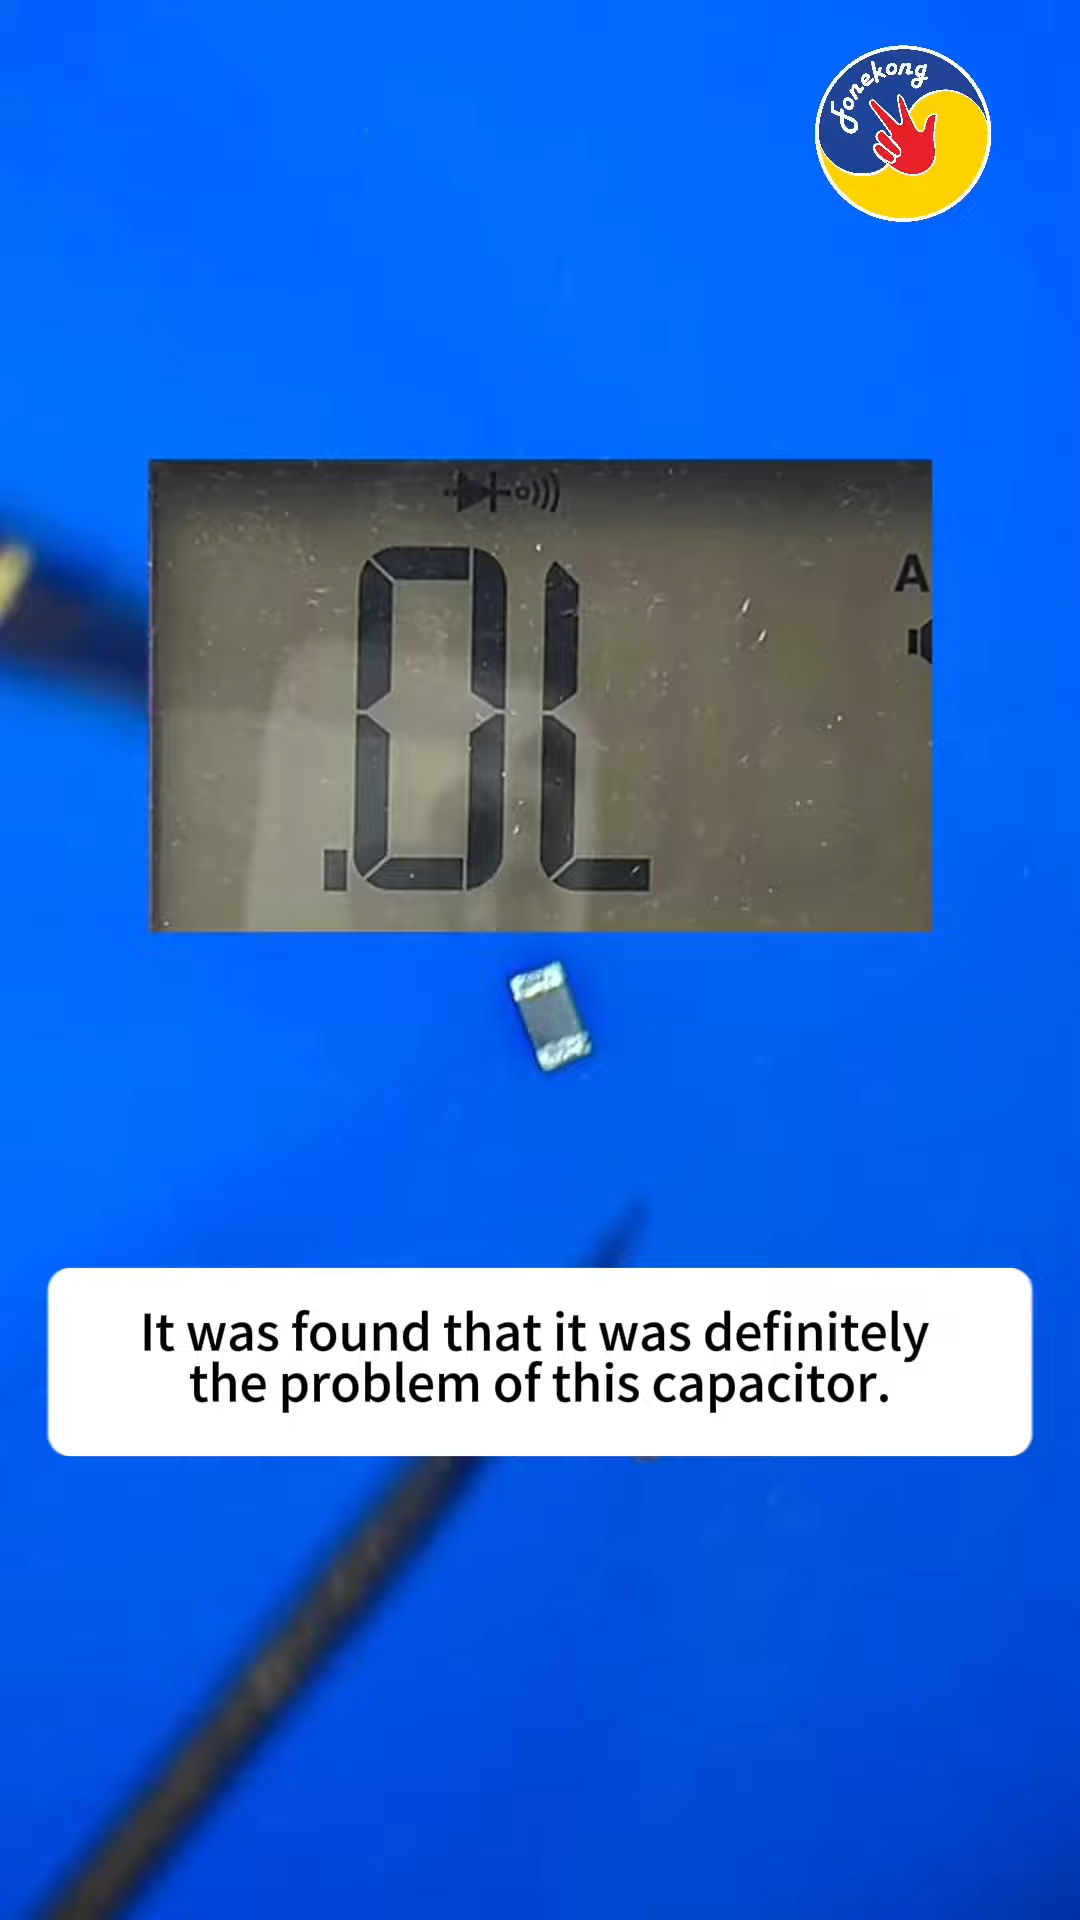 fonekong
.0L
A
It was found that it was definitely
the problem of this capacitor.